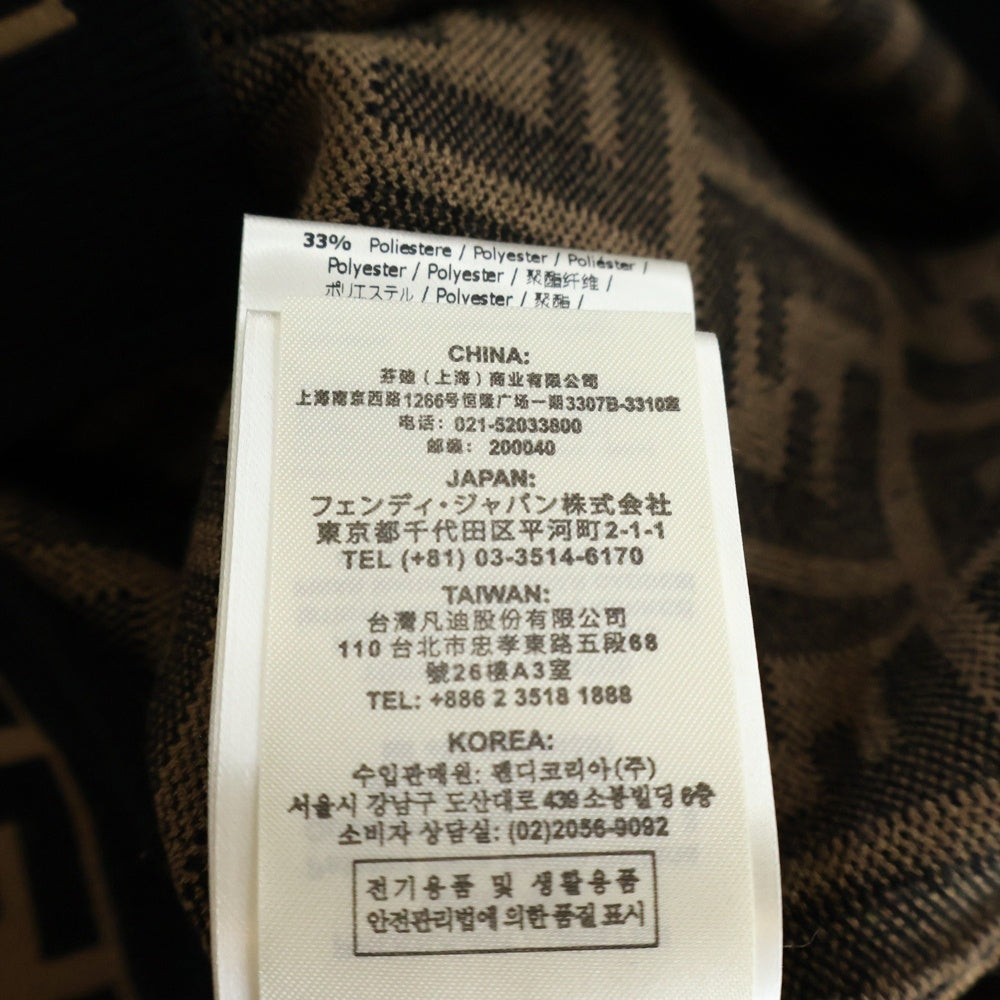 33% Poliestere / Polyester / Poliéster /
Polyester / Polyester / 聚酯纤维 /
ポリエステル / Polyester / 聚酯 /
CHINA:
芬迪（上海）商业有限公司
上海南京西路1266号恒隆广场一期3307B-3310室
电话: 021-52033800
邮编: 200040
JAPAN:
フェンディ・ジャパン株式会社
東京都千代田区平河町2-1-1
TEL (+81) 03-3514-6170
TAIWAN:
台灣凡迪股份有限公司
110 台北市忠孝東路五段68
號26樓A3室
TEL: +886 2 3518 1888
KOREA:
수입판매원: 펜디코리아(주)
서울시 강남구 도산대로 439 소봉빌딩 6층
소비자 상담실: (02)2056-9092
전기용품 및 생활용품
안전관리법에 의한 품질 표시